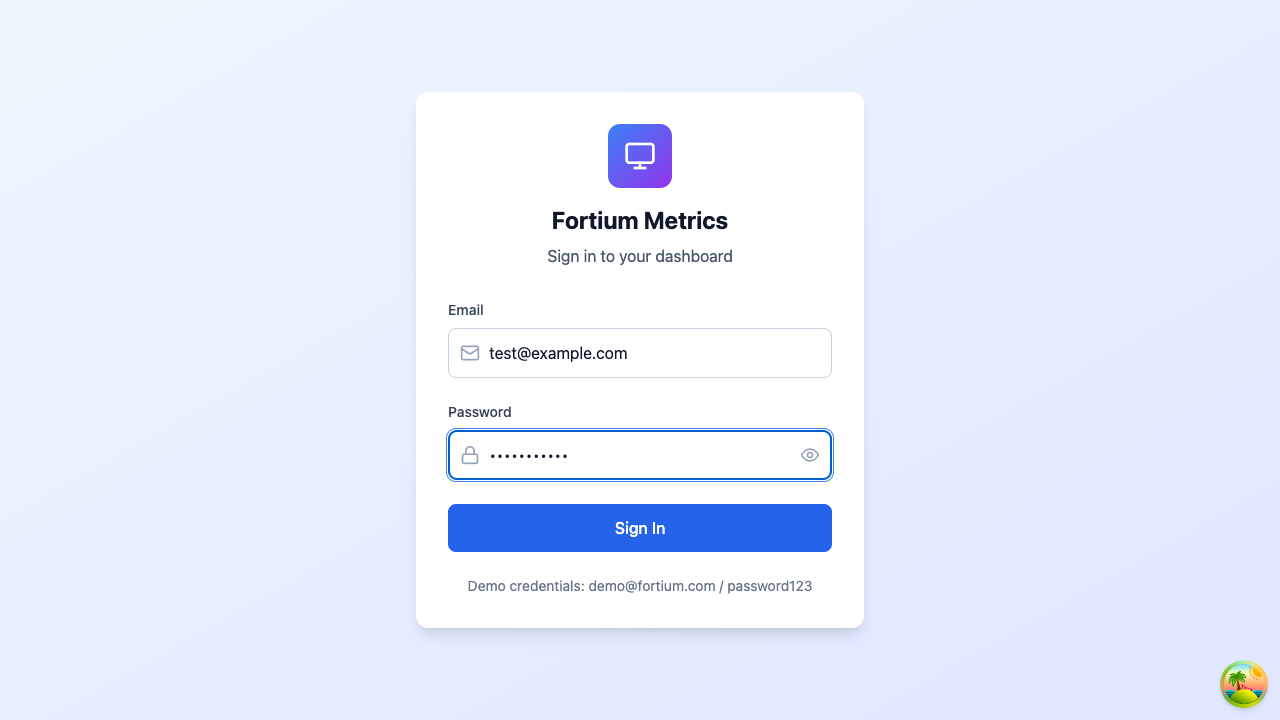 Fortium Metrics
Sign in to your dashboard
Email
test@example.com
Password
•••••••••••
Sign In
Demo credentials: demo@fortium.com / password123